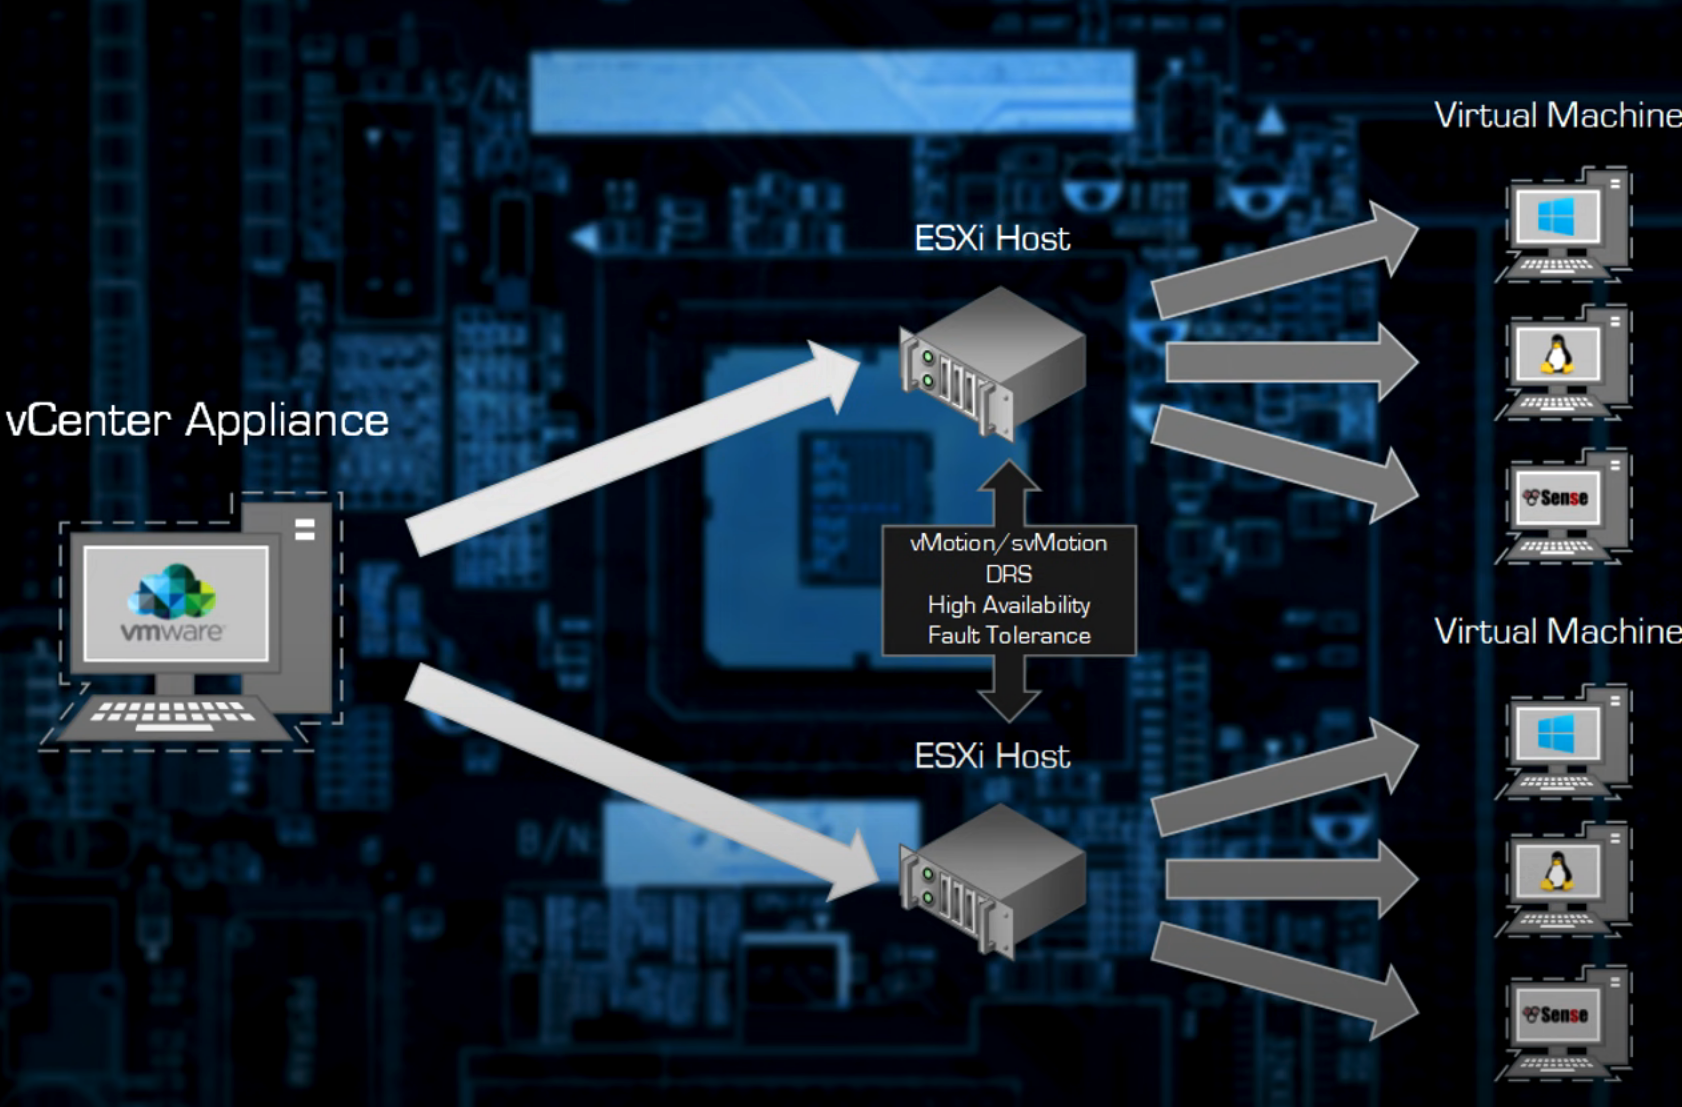 Virtual Machine
ESXi Host
vCenter Appliance
vmware
Sense
vMotion/svMotion
DRS
High Availability
Fault Tolerance
Virtual Machine
ESXi Host
Sense
S/N
B/N